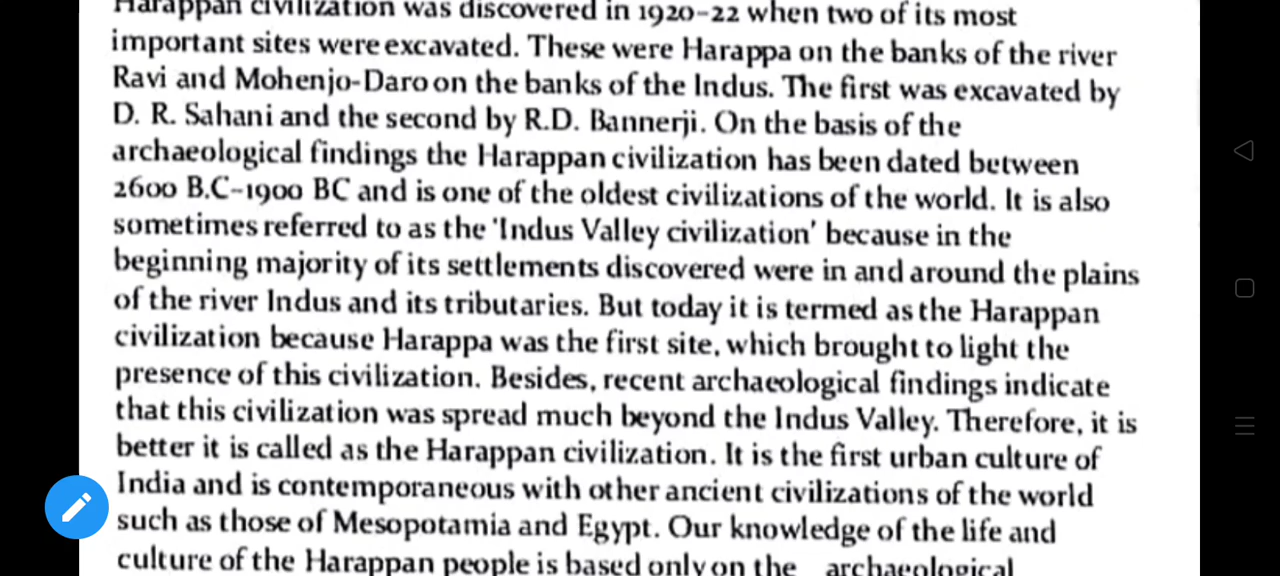 Harappan civilization was discovered in 1920-22 when two of its most
important sites were excavated. These were Harappa on the banks of the river
Ravi and Mohenjo-Daro on the banks of the Indus. The first was excavated by
D. R. Sahani and the second by R.D. Bannerji. On the basis of the
archaeological findings the Harappan civilization has been dated between
2600 B.C-1900 BC and is one of the oldest civilizations of the world. It is also
sometimes referred to as the 'Indus Valley civilization' because in the
beginning majority of its settlements discovered were in and around the plains
of the river Indus and its tributaries. But today it is termed as the Harappan
civilization because Harappa was the first site, which brought to light the
presence of this civilization. Besides, recent archaeological findings indicate
that this civilization was spread much beyond the Indus Valley. Therefore, it is
better it is called as the Harappan civilization. It is the first urban culture of
India and is contemporaneous with other ancient civilizations of the world
such as those of Mesopotamia and Egypt. Our knowledge of the life and
culture of the Harappan people is based only on the archaeological